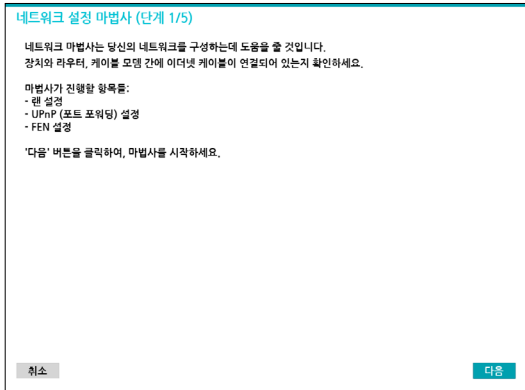 네트워크 설정 마법사 (단계 1/5)
네트워크 마법사는 당신의 네트워크를 구성하는데 도움을 줄 것입니다.
장치와 라우터, 케이블 모뎀 간에 이더넷 케이블이 연결되어 있는지 확인하세요.
마법사가 진행할 항목들:
- 랜 설정
- UPnP (포트 포워딩) 설정
- FEN 설정
'다음' 버튼을 클릭하여, 마법사를 시작하세요.
취소
다음